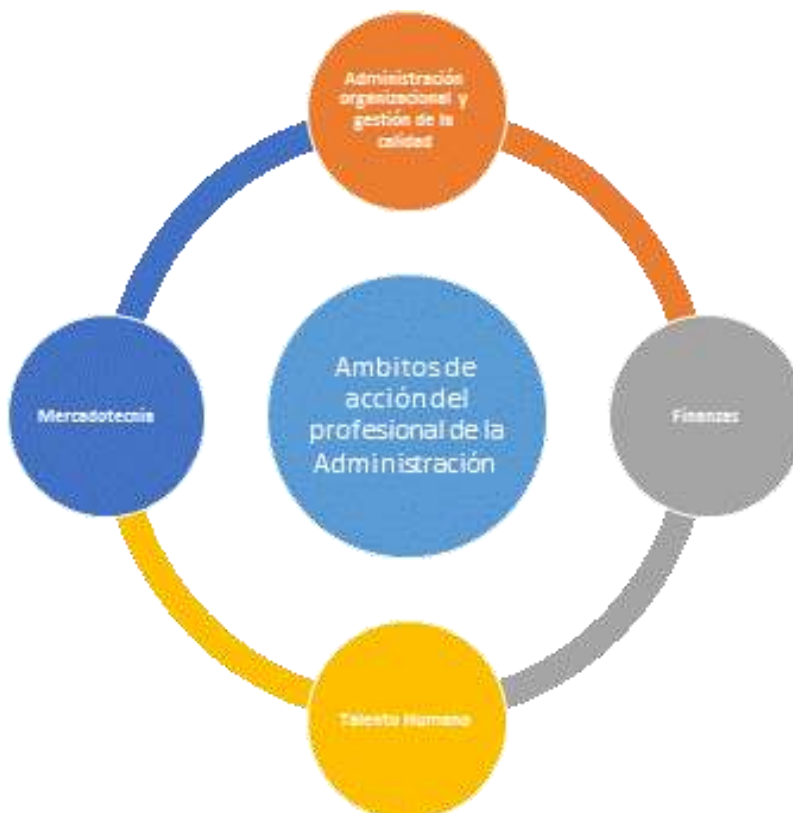 Administración
organizacional y
gestión de la
calidad
Mercadotecnia
Ambitos de
acción del
profesional de la
Administración
Finanzas
Talento Humano